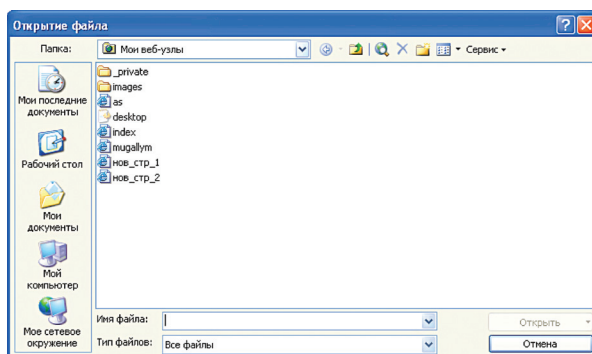 Открытие файла
Папка: Мои веб-узлы Сервис
_private
images
as
desktop
index
mugallym
нов_стр_1
нов_стр_2
Мои последние
документы
Рабочий стол
Мои
документы
Мой
компьютер
Мое сетевое
окружение
Имя файла:
Тип файлов: Все файлы
Открыть
Отмена